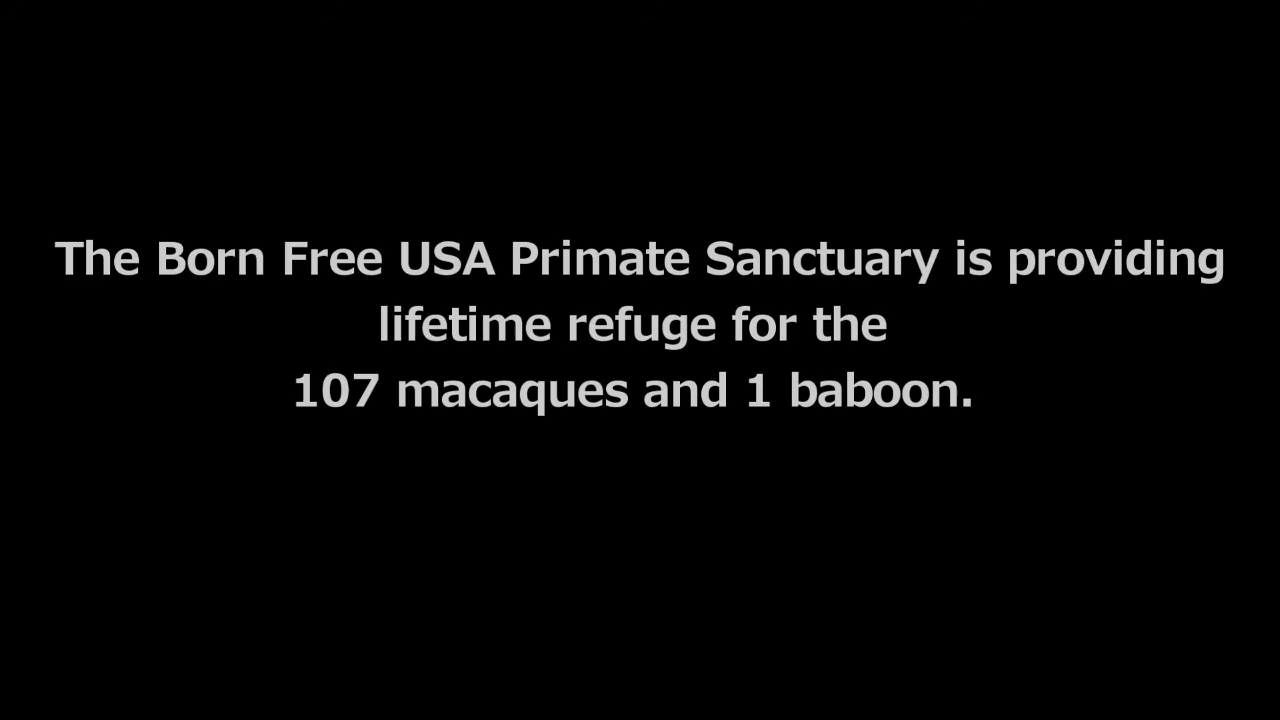 The Born Free USA Primate Sanctuary is providing
lifetime refuge for the
107 macaques and 1 baboon.